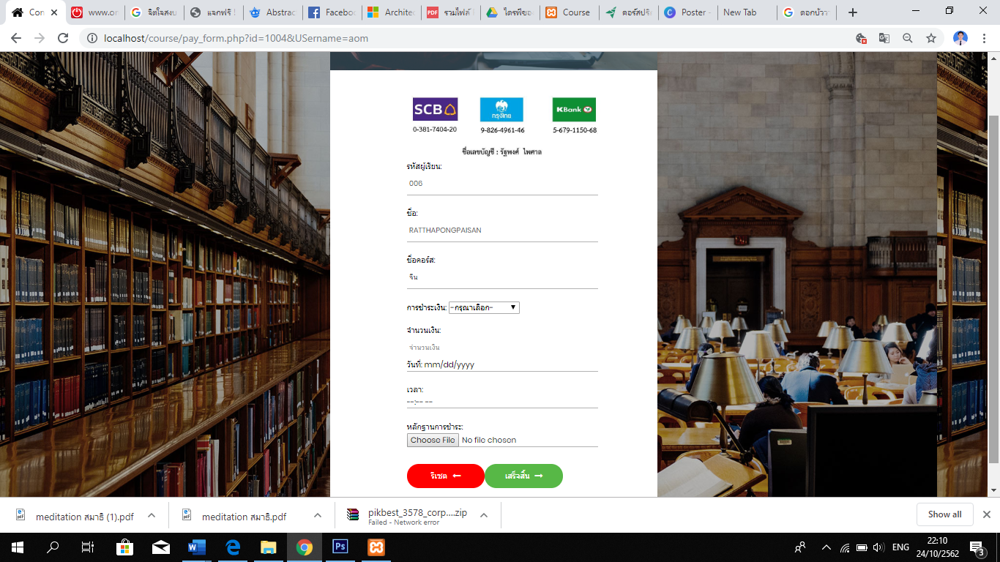 Con
www.on
จิตใจสงบ
แจกฟรี !
Abstrac
Facebo
Architec
รวมไฟล์
ไดรฟ์ของ
Course
คอร์สปรึ
Poster -
New Tab
ดอกบัวว
localhost/course/pay_form.php?id=1004&USername=aom
SCB กรุงไทย KBank
0-381-7404-20 9-826-4961-46 5-679-1150-68
ชื่อเลขบัญชี : รัฐพงศ์ ไพศาล
รหัสผู้เรียน:
006
ชื่อ:
RATTHAPONGPAISAN
ชื่อคอร์ส:
จีน
การชำระเงิน: -กรุณาเลือก-
จำนวนเงิน:
จำนวนเงิน
วันที่: mm/dd/yyyy
เวลา:
--:-- --
หลักฐานการชำระ:
Choose File No file chosen
รีเซต เสร็จสิ้น
meditation สมาธิ (1).pdf
meditation สมาธิ.pdf
pikbest_3578_corp....zip
Failed - Network error
Show all
ENG
22:10
24/10/2562
3